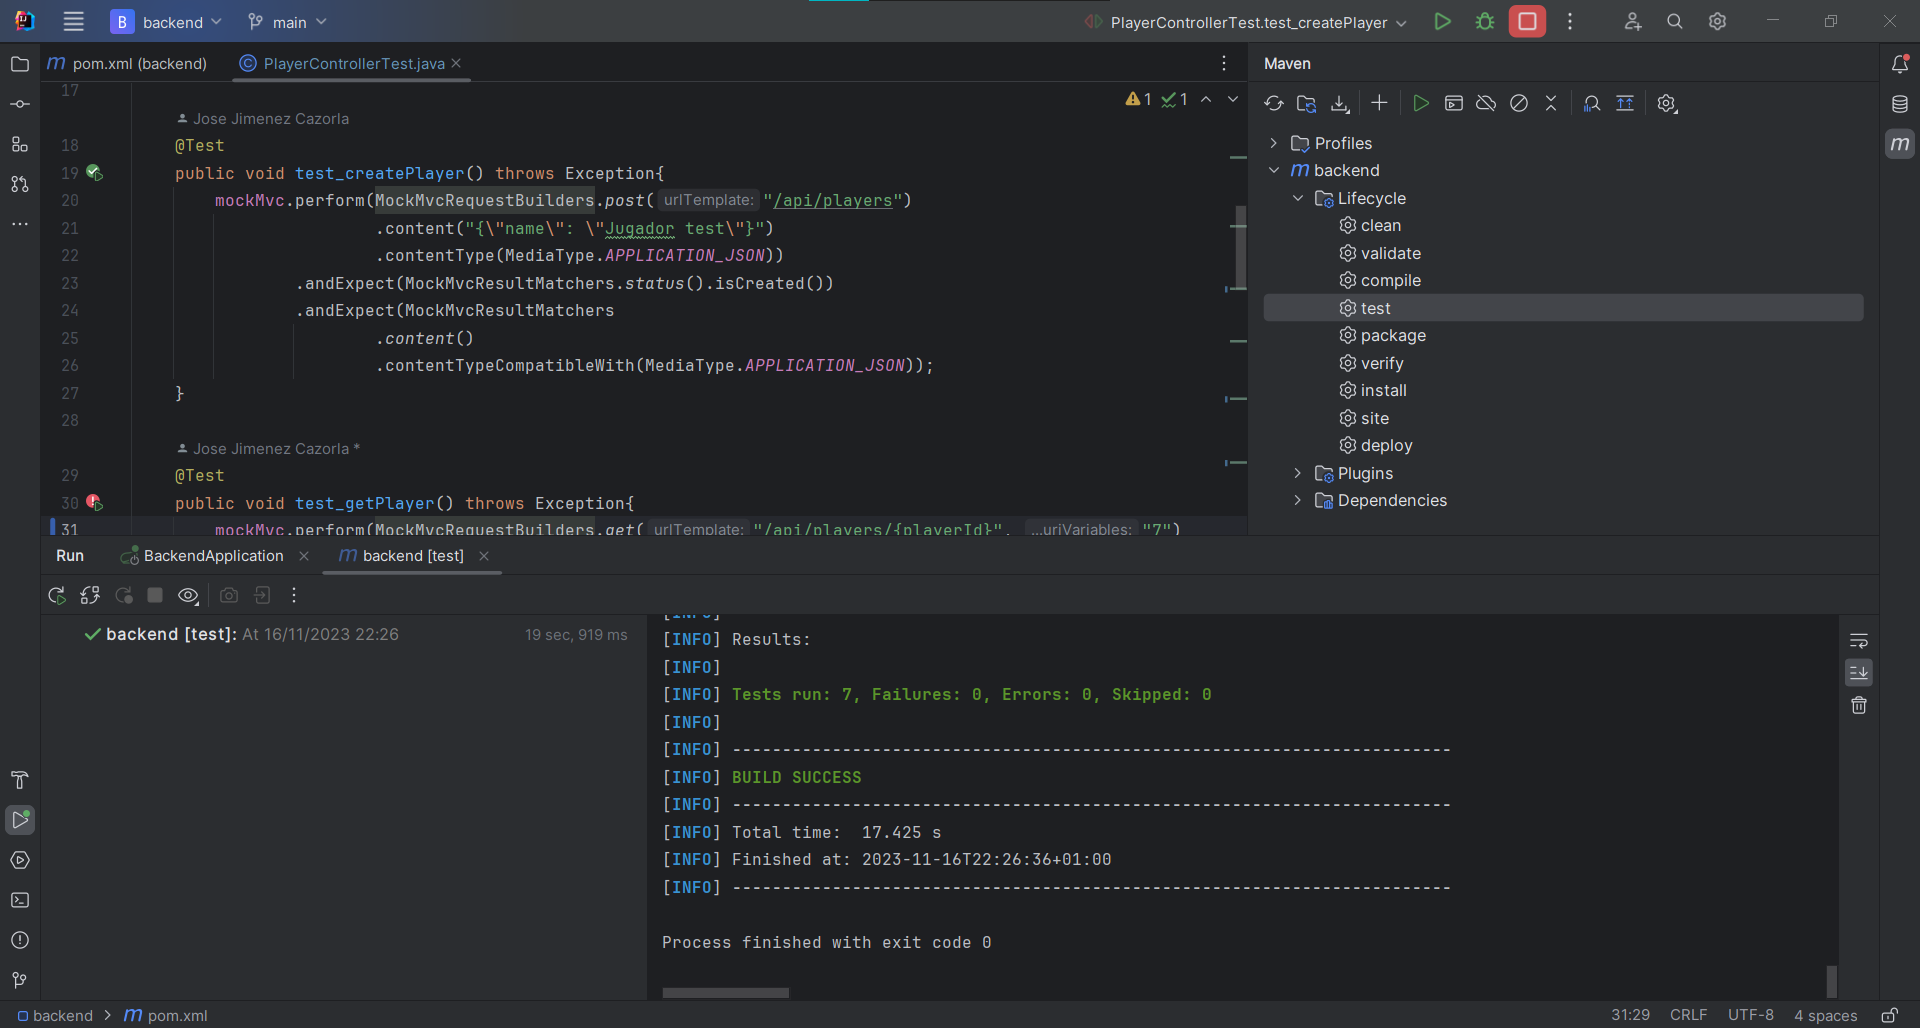 B backend main PlayerControllerTest.test_createPlayer
m pom.xml (backend) PlayerControllerTest.java
Maven
17
1 1
Jose Jimenez Cazorla
18 @Test
19 public void test_createPlayer() throws Exception{
20 mockMvc.perform(MockMvcRequestBuilders.post( urlTemplate: "/api/players")
21 .content("{\"name\": \"Jugador test\"}")
22 .contentType(MediaType.APPLICATION_JSON))
23 .andExpect(MockMvcResultMatchers.status().isCreated())
24 .andExpect(MockMvcResultMatchers
25 .content()
26 .contentTypeCompatibleWith(MediaType.APPLICATION_JSON));
27 }
28
Jose Jimenez Cazorla *
29 @Test
30 public void test_getPlayer() throws Exception{
31 mockMvc.perform(MockMvcRequestBuilders.get( urlTemplate: "/api/players/{playerId}", ...uriVariables: "7")
Profiles
m backend
Lifecycle
clean
validate
compile
test
package
verify
install
site
deploy
Plugins
Dependencies
m
Run BackendApplication m backend [test]
backend [test]: At 16/11/2023 22:26 19 sec, 919 ms
[INFO]
[INFO] Results:
[INFO]
[INFO] Tests run: 7, Failures: 0, Errors: 0, Skipped: 0
[INFO]
[INFO] ------------------------------------------------------------------------
[INFO] BUILD SUCCESS
[INFO] ------------------------------------------------------------------------
[INFO] Total time:  17.425 s
[INFO] Finished at: 2023-11-16T22:26:36+01:00
[INFO] ------------------------------------------------------------------------
Process finished with exit code 0
backend > m pom.xml
31:29 CRLF UTF-8 4 spaces